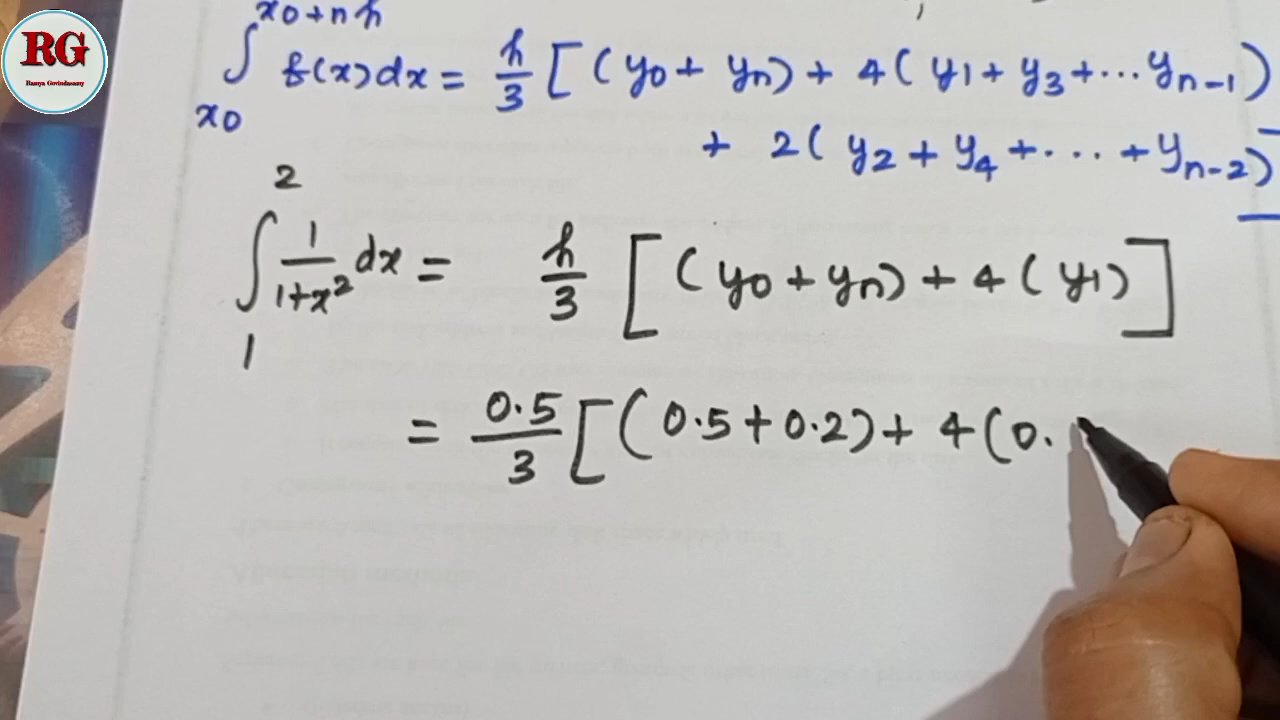 RG
Ramya Govindasamy
x0+nh
∫ f(x)dx = h/3 [(y0 + yn) + 4(y1 + y3 + ... yn-1)
x0
+ 2(y2 + y4 + ... + yn-2)]
2
∫ 1/1+x² dx = h/3 [(y0 + yn) + 4(y1)]
1
= 0.5/3 [(0.5 + 0.2) + 4(0.